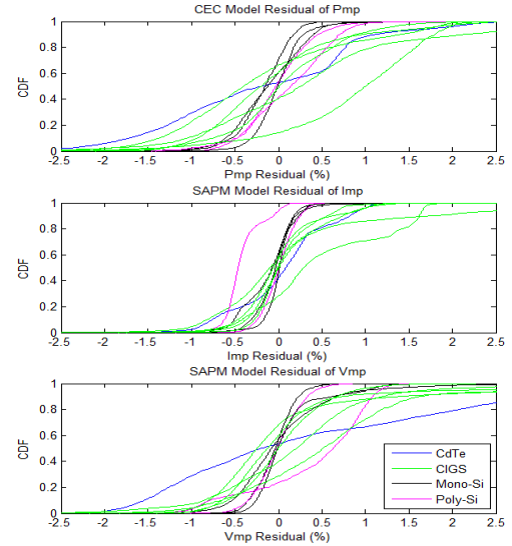 CEC Model Residual of Pmp
1
0.8
0.6
0.4
0.2
0
CDF
-2.5 -2 -1.5 -1 -0.5 0 0.5 1 1.5 2 2.5
Pmp Residual (%)
SAPM Model Residual of Imp
1
0.8
0.6
0.4
0.2
0
CDF
-2.5 -2 -1.5 -1 -0.5 0 0.5 1 1.5 2 2.5
Imp Residual (%)
SAPM Model Residual of Vmp
1
0.8
0.6
0.4
0.2
0
CDF
CdTe
CIGS
Mono-Si
Poly-Si
-2.5 -2 -1.5 -1 -0.5 0 0.5 1 1.5 2 2.5
Vmp Residual (%)